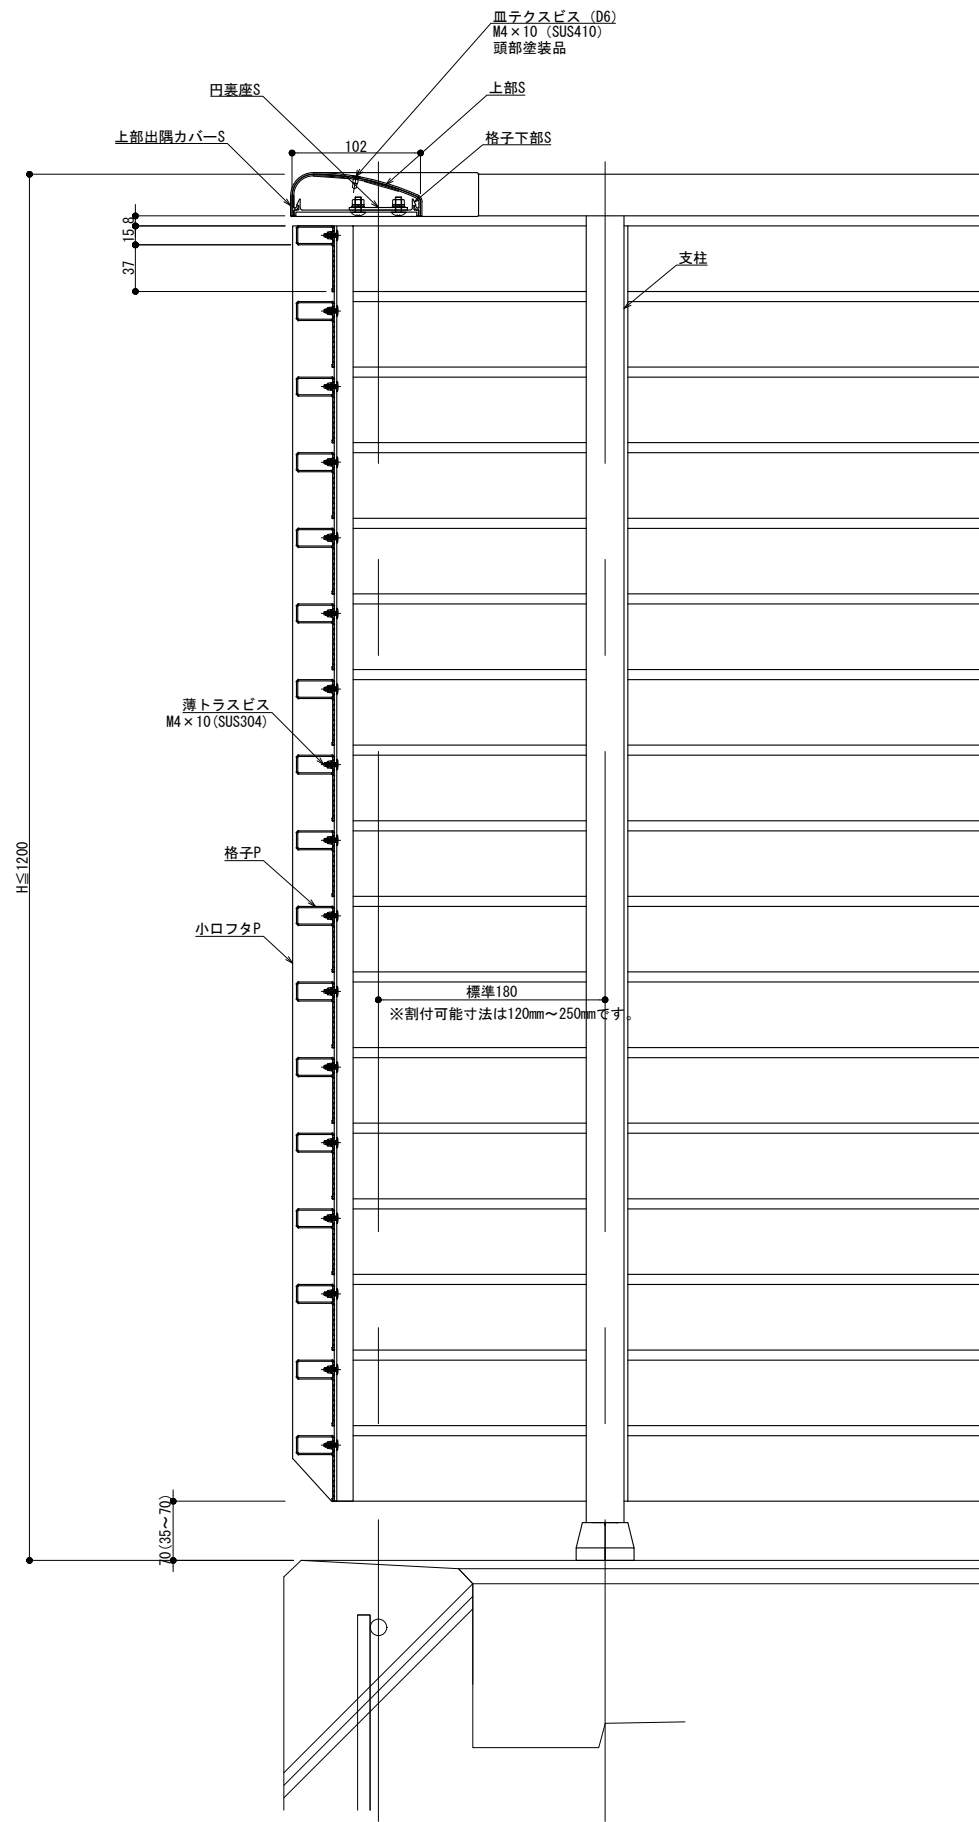 皿テクスビス (D6)
M4×10 (SUS410)
頭部塗装品
円裏座S
上部S
上部出隅カバーS
格子下部S
102
15.8
37
支柱
薄トラスビス
M4×10(SUS304)
H≦1200
格子P
小口フタP
標準180
※割付可能寸法は120mm～250mmです。
70(35～70)